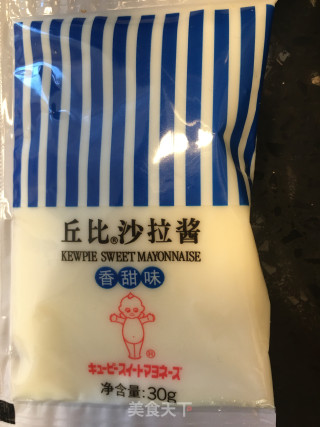 丘比®沙拉酱
KEWPIE SWEET MAYONNAISE
香甜味
®
キューピースイートマヨネーズ
净含量:30g
美食天下